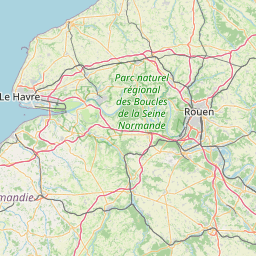 Parc naturel
régional
des Boucles
de la Seine
Normande
Le Havre
Rouen
mandie